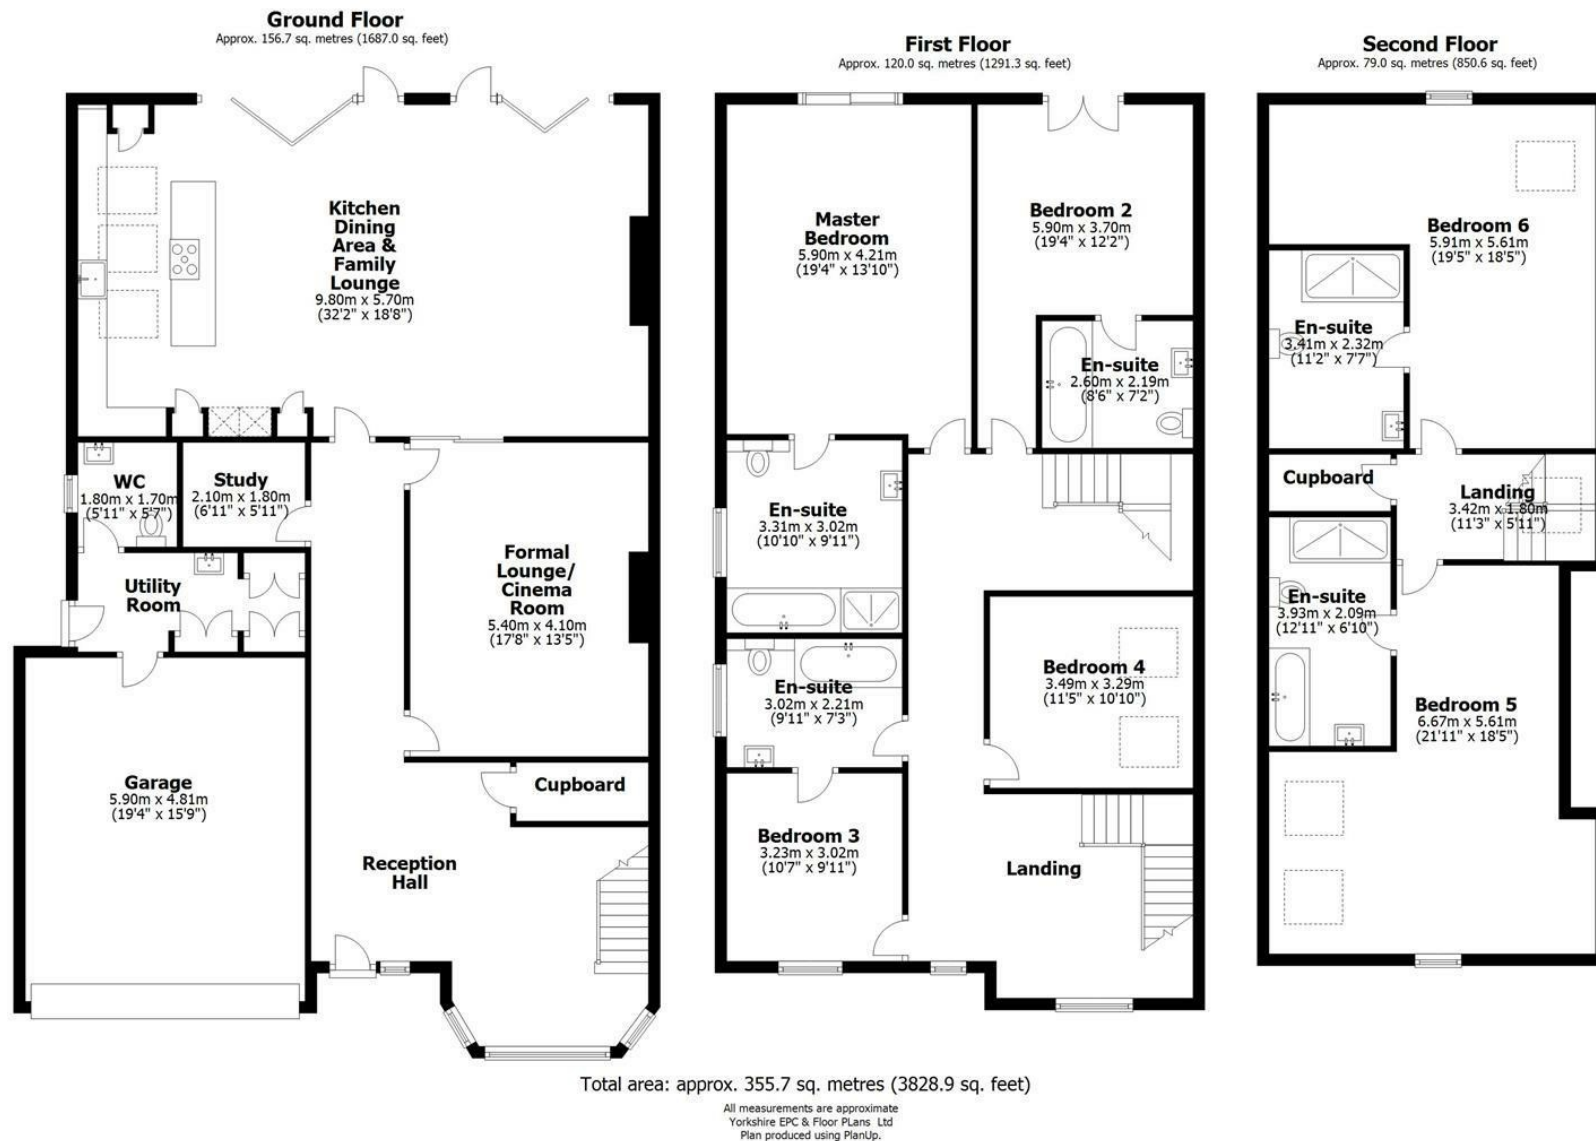 Ground Floor
Approx. 156.7 sq. metres (1687.0 sq. feet)
Kitchen
Dining
Area &
Family
Lounge
9.80m x 5.70m
(32'2" x 18'8")
WC
1.80m x 1.70m
(5'11" x 5'7")
Study
2.10m x 1.80m
(6'11" x 5'11")
Utility
Room
Formal
Lounge/
Cinema
Room
5.40m x 4.10m
(17'8" x 13'5")
Garage
5.90m x 4.81m
(19'4" x 15'9")
Cupboard
Reception
Hall
First Floor
Approx. 120.0 sq. metres (1291.3 sq. feet)
Master
Bedroom
5.90m x 4.21m
(19'4" x 13'10")
Bedroom 2
5.90m x 3.70m
(19'4" x 12'2")
En-suite
2.60m x 2.19m
(8'6" x 7'2")
En-suite
3.31m x 3.02m
(10'10" x 9'11")
En-suite
3.02m x 2.21m
(9'11" x 7'3")
Bedroom 4
3.49m x 3.29m
(11'5" x 10'10")
Bedroom 3
3.23m x 3.02m
(10'7" x 9'11")
Landing
Second Floor
Approx. 79.0 sq. metres (850.6 sq. feet)
Bedroom 6
5.91m x 5.61m
(19'5" x 18'5")
En-suite
3.41m x 2.32m
(11'2" x 7'7")
Cupboard
Landing
3.42m x 1.80m
(11'3" x 5'11")
En-suite
3.93m x 2.09m
(12'11" x 6'10")
Bedroom 5
6.67m x 5.61m
(21'11" x 18'5")
Total area: approx. 355.7 sq. metres (3828.9 sq. feet)
All measurements are approximate
Yorkshire EPC & Floor PLans Ltd
Plan produced using PlanUp.